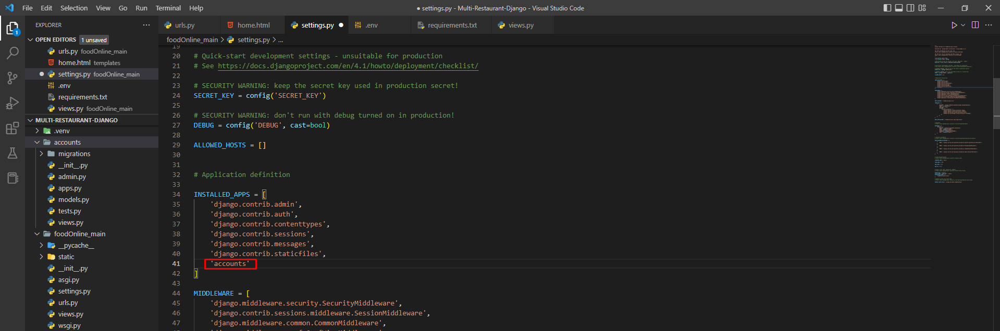 File Edit Selection View Go Run Terminal Help
● settings.py - Multi-Restaurant-Django - Visual Studio Code
EXPLORER
1
OPEN EDITORS 1 unsaved
urls.py foodOnline_main
home.html templates
settings.py foodOnline_main
.env
requirements.txt
views.py foodOnline_main
MULTI-RESTAURANT-DJANGO
.venv
accounts
migrations
__init__.py
admin.py
apps.py
models.py
tests.py
views.py
foodOnline_main
__pycache__
static
__init__.py
asgi.py
settings.py
urls.py
views.py
wsgi.py
urls.py home.html settings.py .env requirements.txt views.py
foodOnline_main > settings.py > ...
19
20 # Quick-start development settings - unsuitable for production
21 # See https://docs.djangoproject.com/en/4.1/howto/deployment/checklist/
22
23 # SECURITY WARNING: keep the secret key used in production secret!
24 SECRET_KEY = config('SECRET_KEY')
25
26 # SECURITY WARNING: don't run with debug turned on in production!
27 DEBUG = config('DEBUG', cast=bool)
28
29 ALLOWED_HOSTS = []
30
31
32 # Application definition
33
34 INSTALLED_APPS = [
35 'django.contrib.admin',
36 'django.contrib.auth',
37 'django.contrib.contenttypes',
38 'django.contrib.sessions',
39 'django.contrib.messages',
40 'django.contrib.staticfiles',
41 'accounts'
42 ]
43
44 MIDDLEWARE = [
45 'django.middleware.security.SecurityMiddleware',
46 'django.contrib.sessions.middleware.SessionMiddleware',
47 'django.middleware.common.CommonMiddleware',